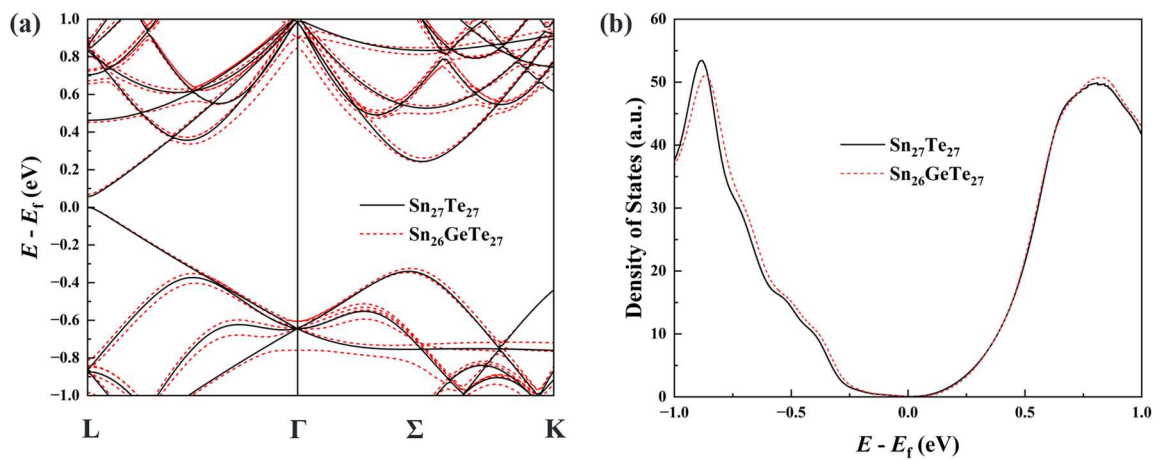 (a)
1.0
0.8
0.6
0.4
0.2
0.0
−0.2
−0.4
−0.6
−0.8
−1.0
E - Ef (eV)
Sn27Te27
Sn26GeTe27
L Γ Σ K
(b)
60
50
40
30
20
10
0
Density of States (a.u.)
Sn27Te27
Sn26GeTe27
−1.0 −0.5 0.0 0.5 1.0
E - Ef (eV)